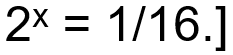 2ˣ = 1/16.]